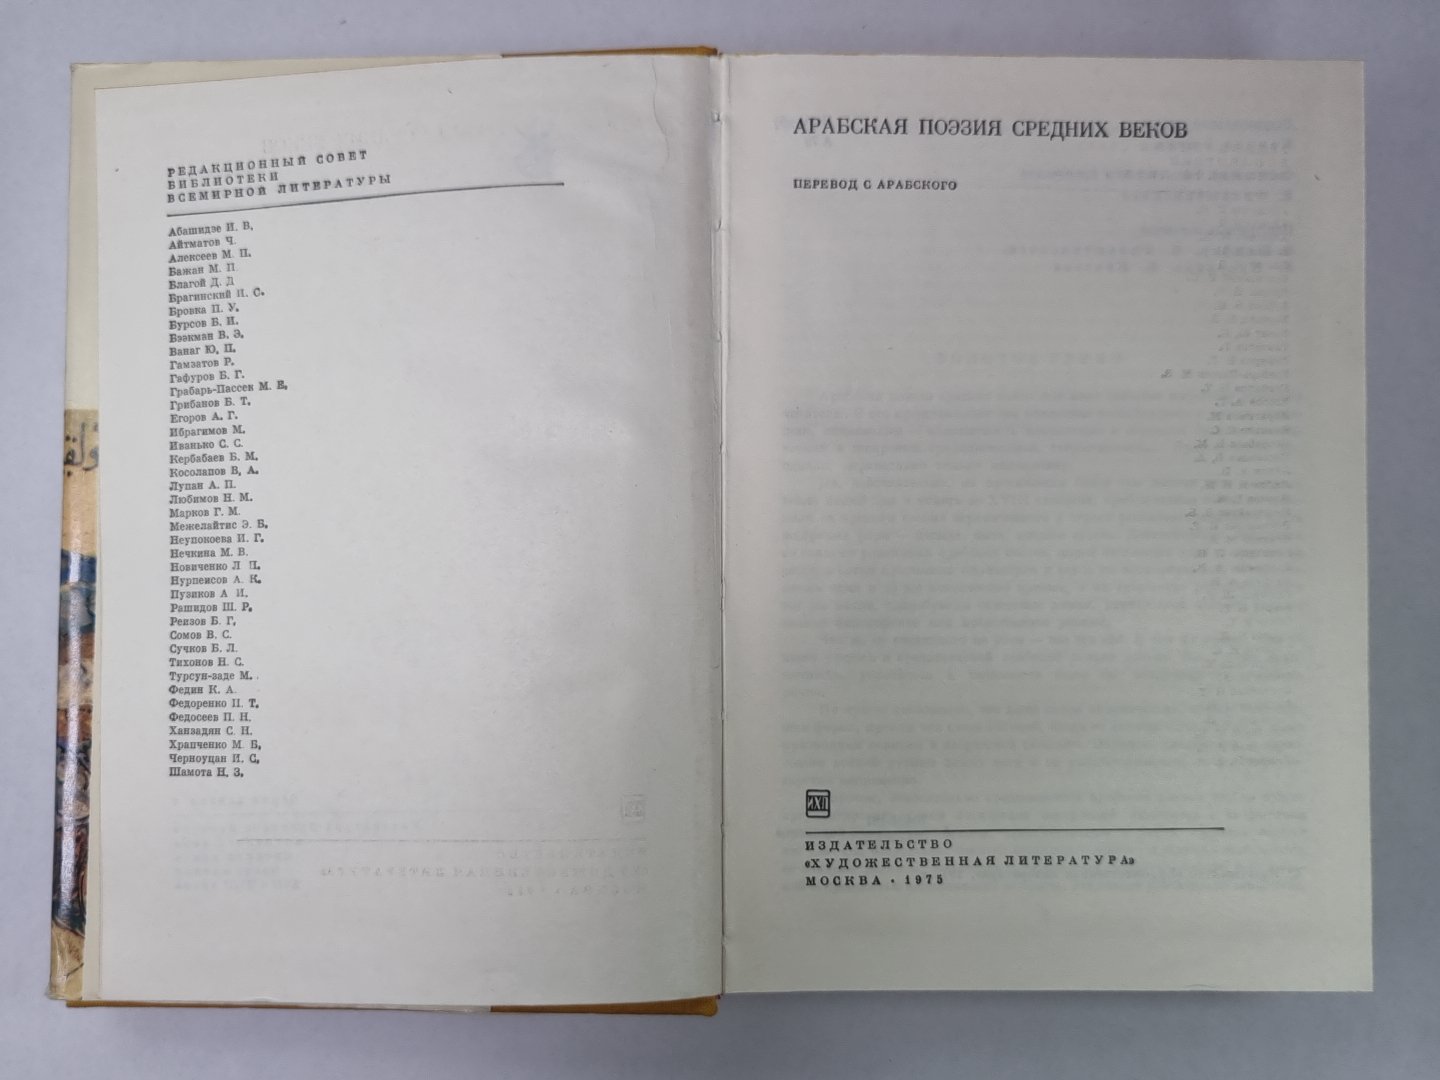 РЕДАКЦИОННЫЙ СОВЕТ
БИБЛИОТЕКИ
ВСЕМИРНОЙ ЛИТЕРАТУРЫ
Абашидзе И. В.
Айтматов Ч.
Алексеев М. П.
Бажан М. П.
Благой Д. Д
Брагинский И. С.
Бровка П. У.
Бурсов Б. И.
Бээкман В. Э.
Ванаг Ю. П.
Гамзатов Р.
Гафуров Б. Г.
Грабарь-Пассек М. Е.
Грибанов Б. Т.
Егоров А. Г.
Ибрагимов М.
Иванько С. С.
Кербабаев Б. М.
Косолапов В. А.
Лупан А. П.
Любимов Н. М.
Марков Г. М.
Межелайтис Э. Б.
Неупокоева И. Г.
Нечкина М. В.
Новиченко Л. Н.
Нурпеисов А. К.
Пузиков А. И.
Рашидов Ш. Р.
Реизов Б. Г.
Сомов В. С.
Сучков Б. Л.
Тихонов Н. С.
Турсун-заде М.
Федин К. А.
Федоренко Н. Т.
Федосеев П. Н.
Ханзадян С. Н.
Храпченко М. Б.
Черноуцан И. С.
Шамота Н. З.
АРАБСКАЯ ПОЭЗИЯ СРЕДНИХ ВЕКОВ
ПЕРЕВОД С АРАБСКОГО
ИХЛ
ИЗДАТЕЛЬСТВО
«ХУДОЖЕСТВЕННАЯ ЛИТЕРАТУРА»
МОСКВА · 1975